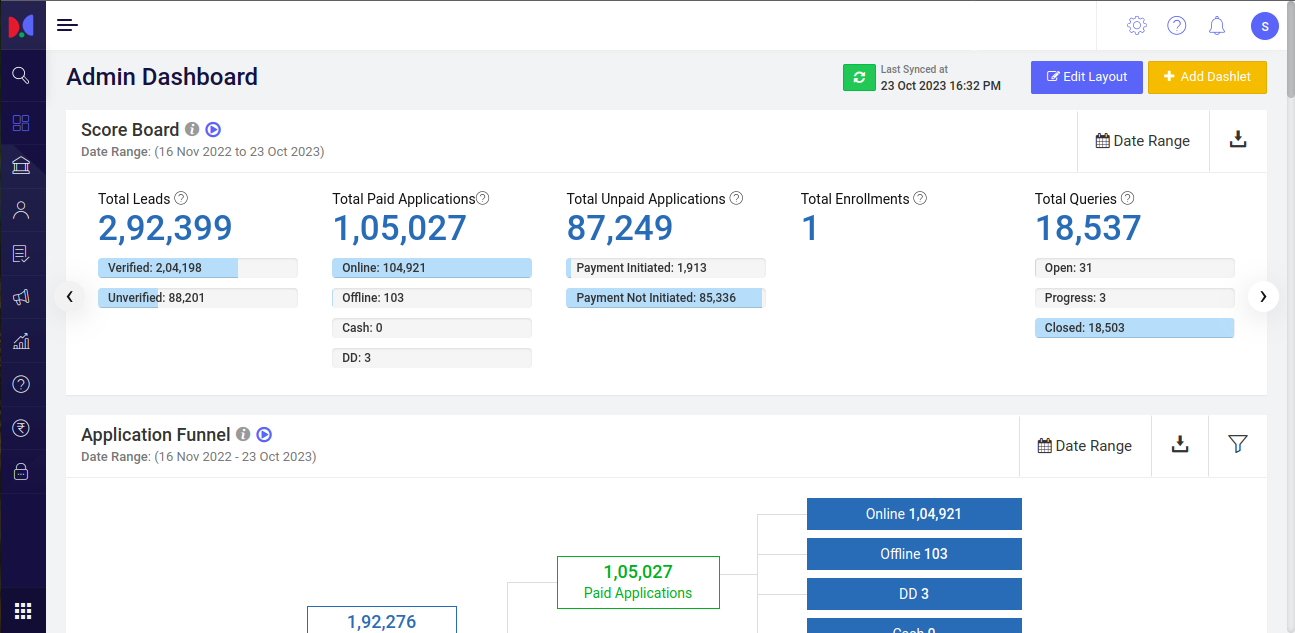 S
Admin Dashboard
Last Synced at
23 Oct 2023 16:32 PM
Edit Layout
Add Dashlet
Score Board
Date Range: (16 Nov 2022 to 23 Oct 2023)
Date Range
Total Leads
2,92,399
Verified: 2,04,198
Unverified: 88,201
Total Paid Applications
1,05,027
Online: 104,921
Offline: 103
Cash: 0
DD: 3
Total Unpaid Applications
87,249
Payment Initiated: 1,913
Payment Not Initiated: 85,336
Total Enrollments
1
Total Queries
18,537
Open: 31
Progress: 3
Closed: 18,503
Application Funnel
Date Range: (16 Nov 2022 - 23 Oct 2023)
Date Range
Online 1,04,921
Offline 103
DD 3
Cash 0
1,05,027
Paid Applications
1,92,276